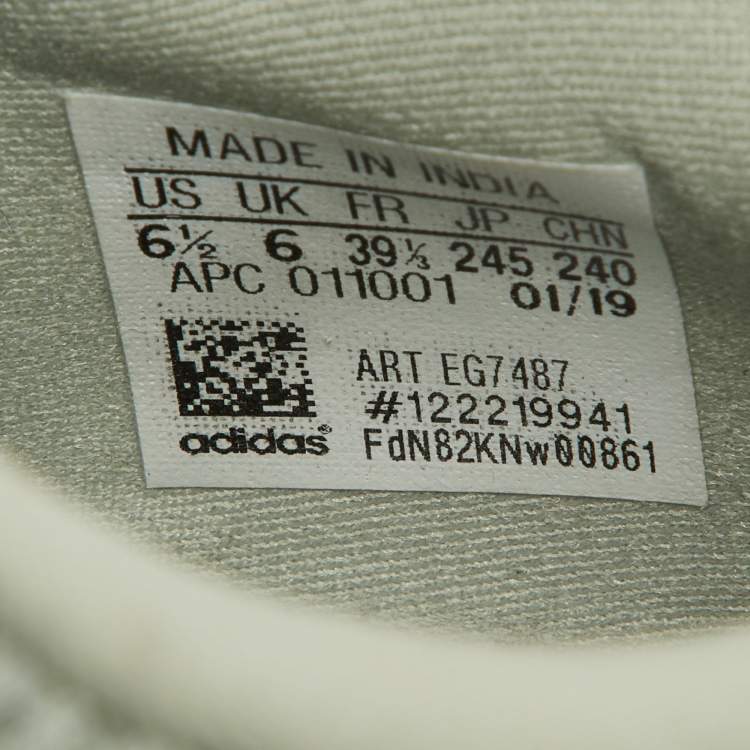 MADE IN INDIA
US UK FR JP CHN
6½ 6 39⅓ 245 240
APC 011001 01/19
ART EG7487
#122219941
adidas® FdN82KNw00861